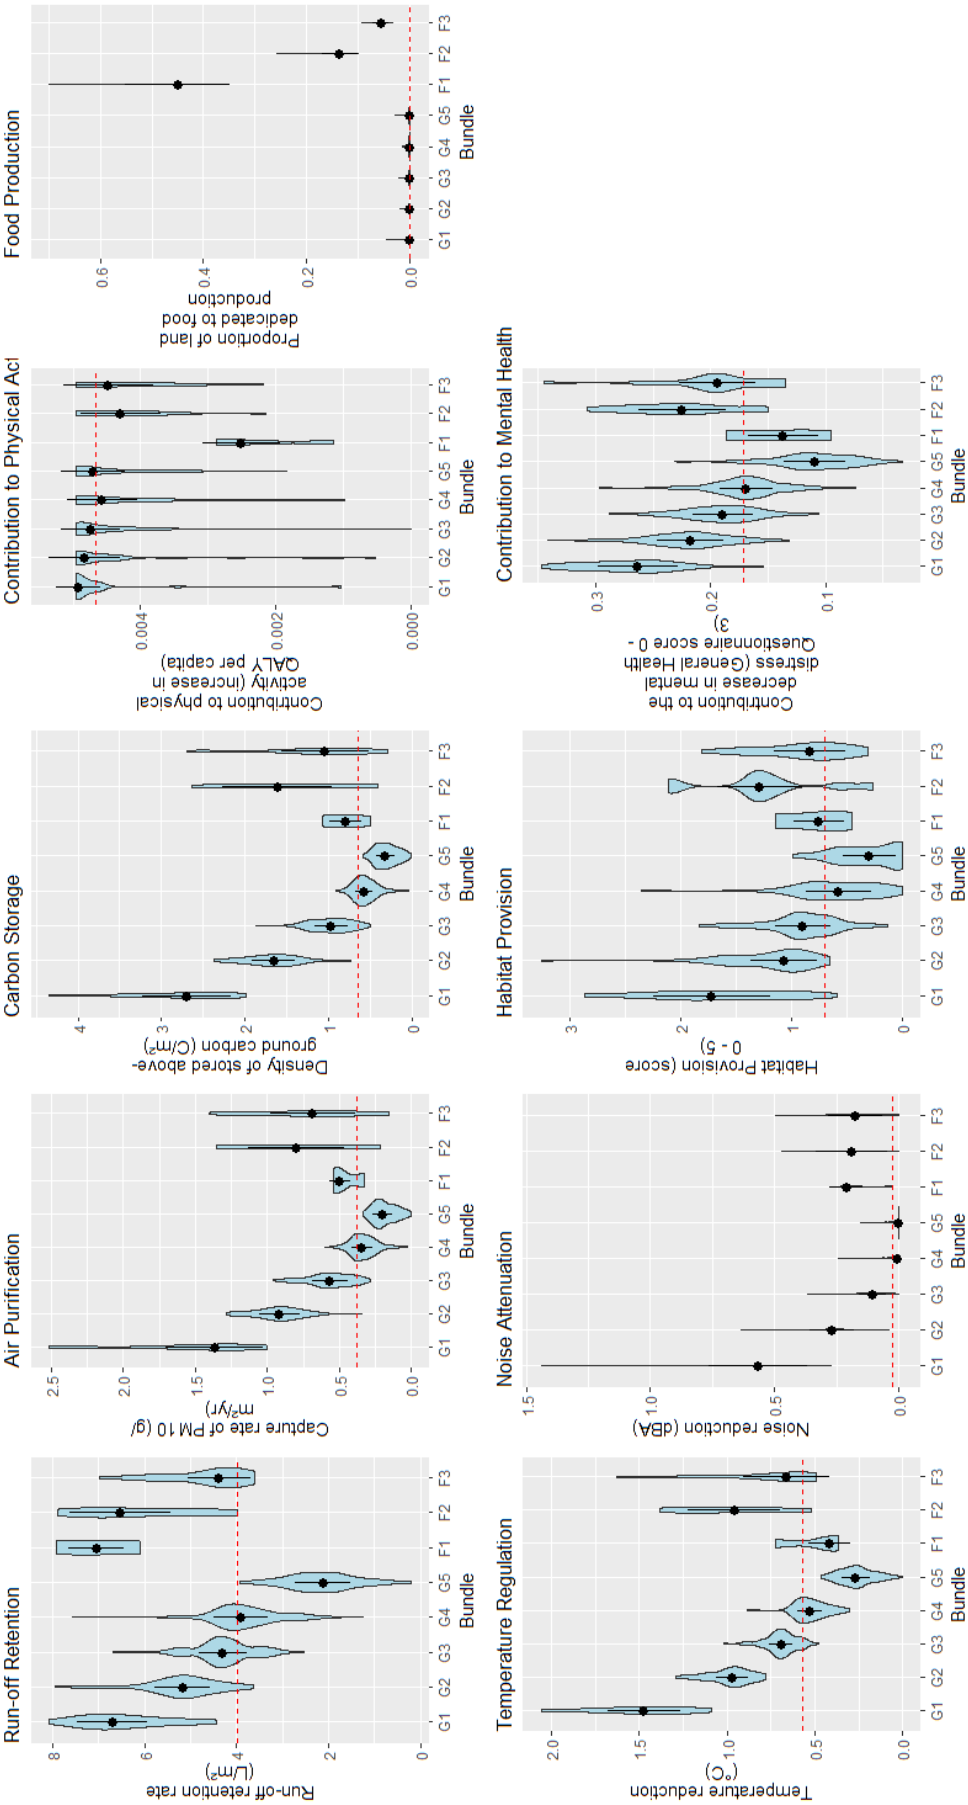 Run-off Retention
Run-off retention rate
(L/m²)
8
6
4
2
0
G1
G2
G3
G4
G5
F1
F2
F3
Bundle
Air Purification
Capture rate of PM10 (g/
m²/yr)
2.5
2.0
1.5
1.0
0.5
0.0
G1
G2
G3
G4
G5
F1
F2
F3
Bundle
Carbon Storage
Density of stored above-
ground carbon (C/m²)
4
3
2
1
0
G1
G2
G3
G4
G5
F1
F2
F3
Bundle
Contribution to Physical Act
Contribution to physical
activity (increase in
QALY per capita)
0.004
0.002
0.000
G1
G2
G3
G4
G5
F1
F2
F3
Bundle
Food Production
Proportion of land
dedicated to food
production
0.6
0.4
0.2
0.0
G1
G2
G3
G4
G5
F1
F2
F3
Bundle
Temperature Regulation
Temperature reduction
(°C)
2.0
1.5
1.0
0.5
0.0
G1
G2
G3
G4
G5
F1
F2
F3
Bundle
Noise Attenuation
Noise reduction (dBA)
1.5
1.0
0.5
0.0
G1
G2
G3
G4
G5
F1
F2
F3
Bundle
Habitat Provision
Habitat Provision (score
0 - 5)
3
2
1
0
G1
G2
G3
G4
G5
F1
F2
F3
Bundle
Contribution to Mental Health
Contribution to the
decrease in mental
distress (General Health
Questionnaire score 0 -
3)
0.3
0.2
0.1
G1
G2
G3
G4
G5
F1
F2
F3
Bundle